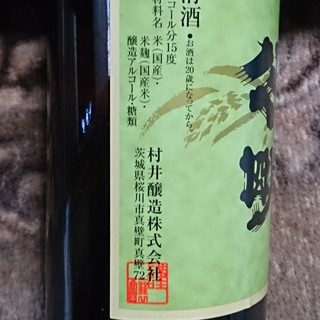 清酒
●お酒は20歳になってから。
アルコール分15度
原材料名 米(国産)・
米麹(国産米)・
醸造アルコール・糖類
村井醸造株式会社
茨城県桜川市真壁町真壁72